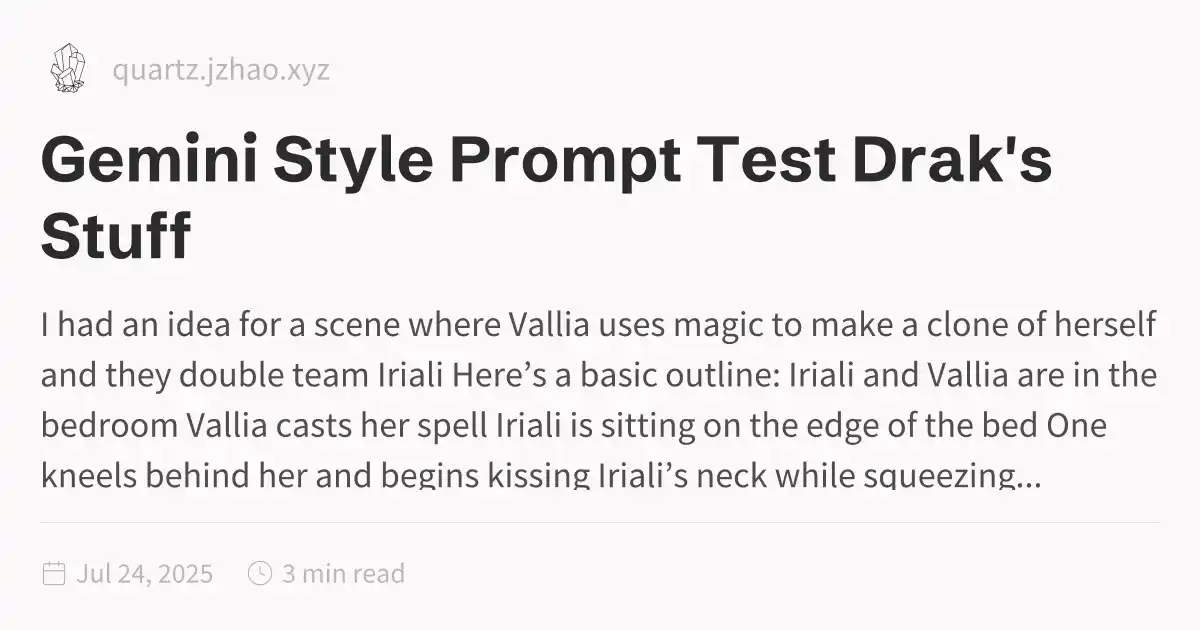 quartz.jzhao.xyz
Gemini Style Prompt Test Drak's
Stuff
I had an idea for a scene where Vallia uses magic to make a clone of herself
and they double team Iriali Here’s a basic outline: Iriali and Vallia are in the
bedroom Vallia casts her spell Iriali is sitting on the edge of the bed One
kneels behind her and begins kissing Iriali’s neck while squeezing...
Jul 24, 2025
3 min read